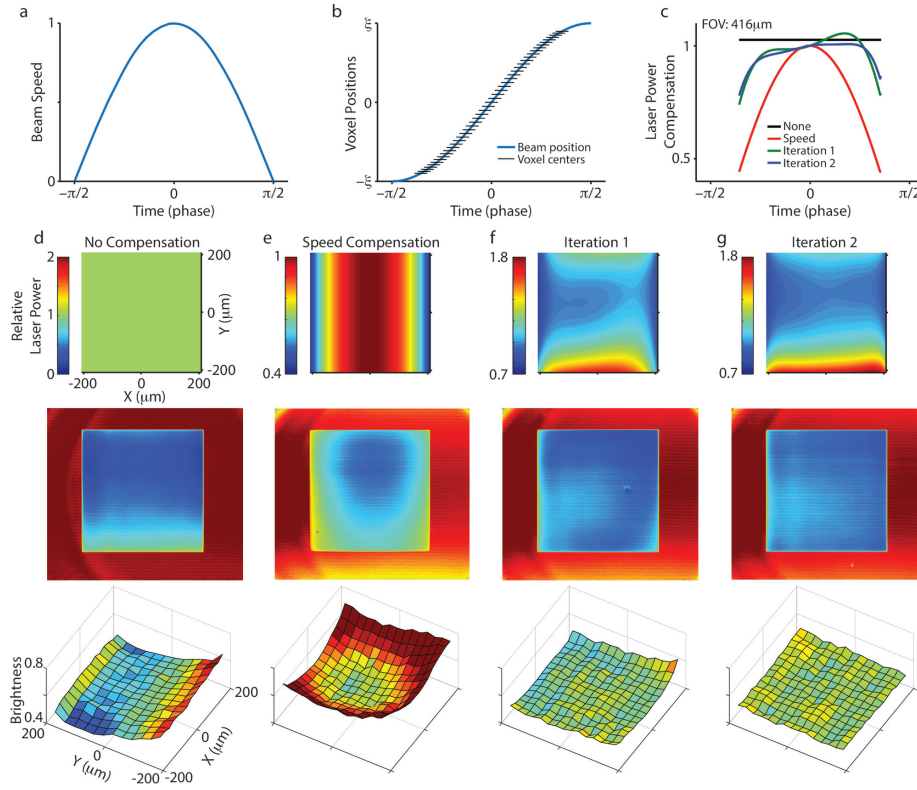 a
1
0
Beam Speed
−π/2
0
π/2
Time (phase)
b
ξ
0
−ξ
Voxel Positions
Beam position
Voxel centers
−π/2
0
π/2
Time (phase)
c
FOV: 416μm
1
0.5
Laser Power
Compensation
None
Speed
Iteration 1
Iteration 2
−π/2
0
π/2
Time (phase)
d
No Compensation
2
1
0
Relative
Laser Power
200
0
-200
Y (μm)
-200
0
200
X (μm)
e
Speed Compensation
1
0.4
f
Iteration 1
1.8
0.7
g
Iteration 2
1.8
0.7
0.8
0.4
Brightness
200
0
-200
Y (μm)
200
0
-200
X (μm)